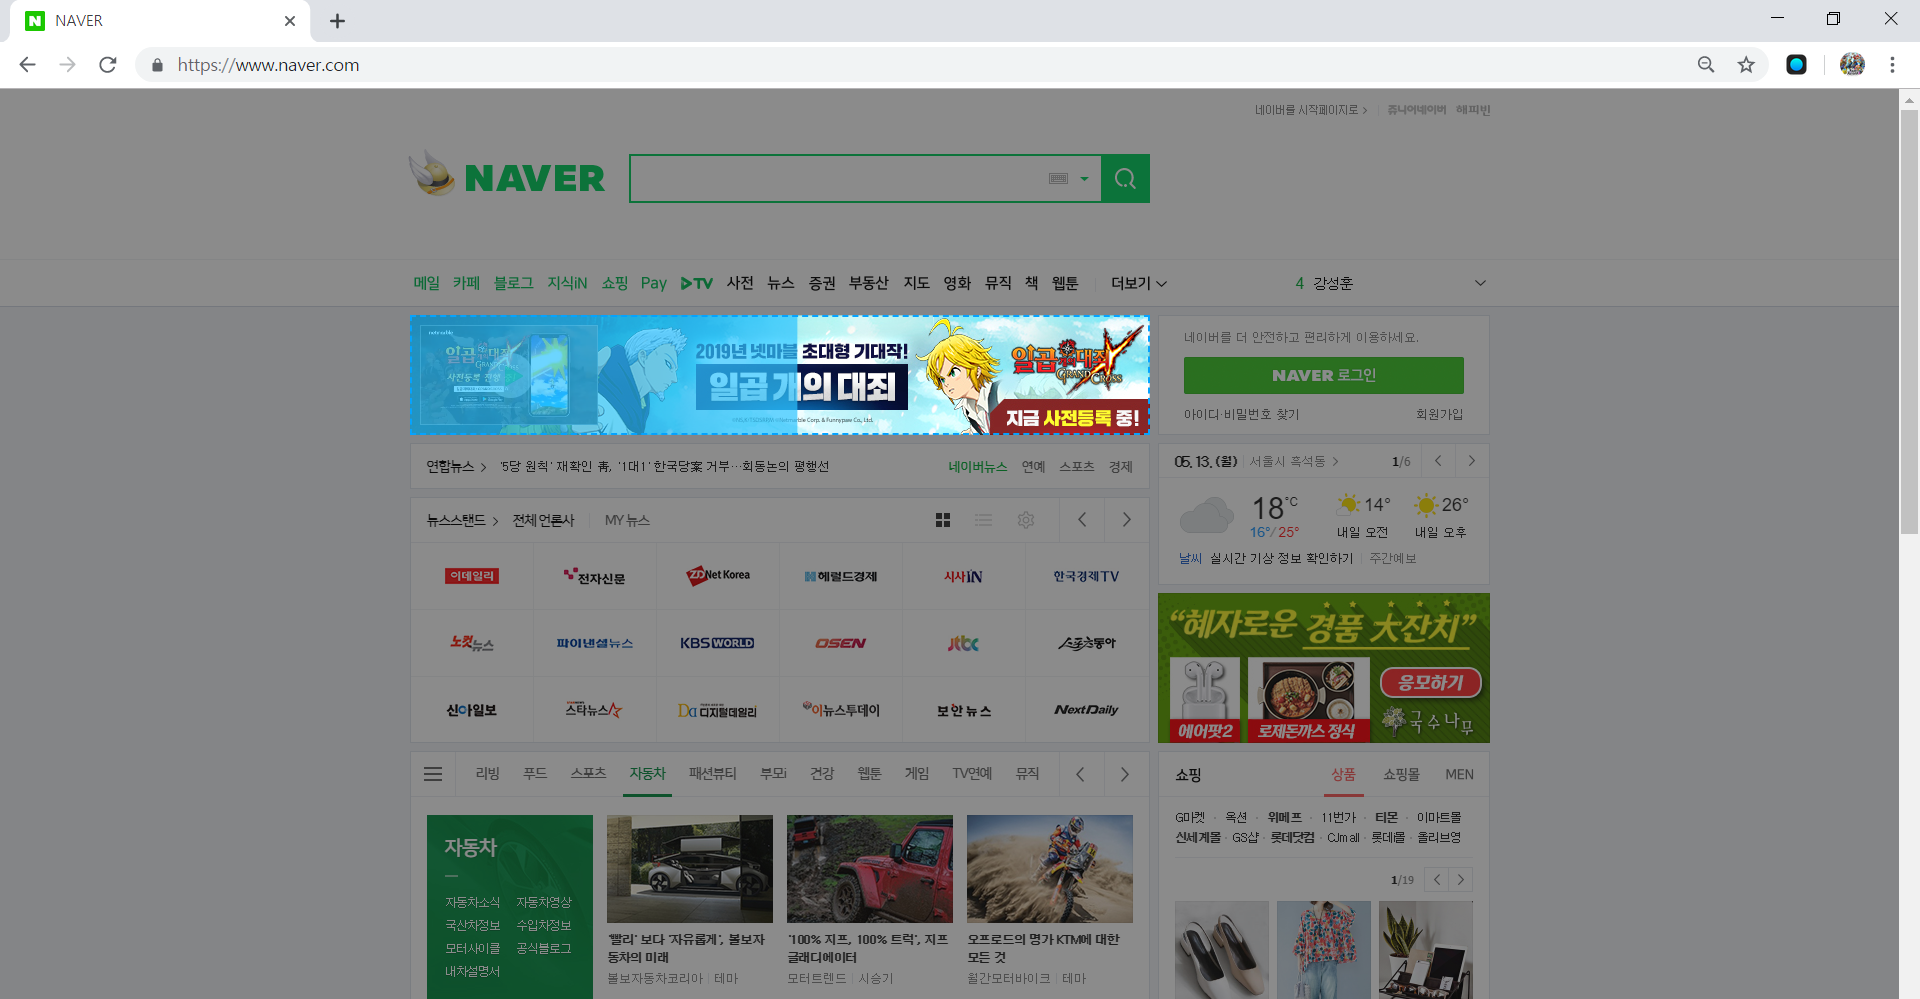 NAVER
https://www.naver.com
네이버를 시작페이지로
쥬니어네이버 해피빈
NAVER
메일 카페 블로그 지식iN 쇼핑 Pay TV 사전 뉴스 증권 부동산 지도 영화 뮤직 책 웹툰 더보기
4 강성훈
netmarble
일곱개의대죄
GRAND CROSS
사전등록 진행
2019년 넷마블 초대형 기대작!
일곱 개의 대죄
일곱개의대죄
GRAND CROSS
지금 사전등록 중!
네이버를 더 안전하고 편리하게 이용하세요.
NAVER 로그인
아이디·비밀번호 찾기 회원가입
연합뉴스 '5당 원칙' 재확인 靑, '1대1' 한국당案 거부…회동논의 평행선
네이버뉴스 연예 스포츠 경제
05. 13. (월) 서울시 흑석동 1/6
18°C
16°/25°
14°
내일 오전
26°
내일 오후
날씨 실시간 기상 정보 확인하기 주간예보
뉴스스탠드 전체 언론사 MY 뉴스
이데일리 전자신문 ZDNet Korea 헤럴드경제 시사IN 한국경제TV
노컷뉴스 파이낸셜뉴스 KBS WORLD OSEN jtbc 스포츠동아
신아일보 스타뉴스 Da 디지털데일리 이뉴스투데이 보안뉴스 NextDaily
“혜자로운 경품 大잔치”
에어팟2
로제돈까스 정식
응모하기
국수나무
리빙 푸드 스포츠 자동차 패션뷰티 부모i 건강 웹툰 게임 TV연예 뮤직
자동차
자동차소식 자동차영상
국산차정보 수입차정보
모터사이클 공식블로그
내차설명서
'빨리' 보다 '자유롭게', 볼보자
동차의 미래
볼보자동차코리아 테마
'100% 지프, 100% 트럭', 지프
글래디에이터
모터트렌드 시승기
오프로드의 명가 KTM에 대한
모든 것
월간모터바이크 테마
쇼핑 상품 쇼핑몰 MEN
G마켓 · 옥션 · 위메프 · 11번가 · 티몬 · 이마트몰
신세계몰 · GS샵 · 롯데닷컴 · CJmall · 롯데i몰 · 올리브영
1/19